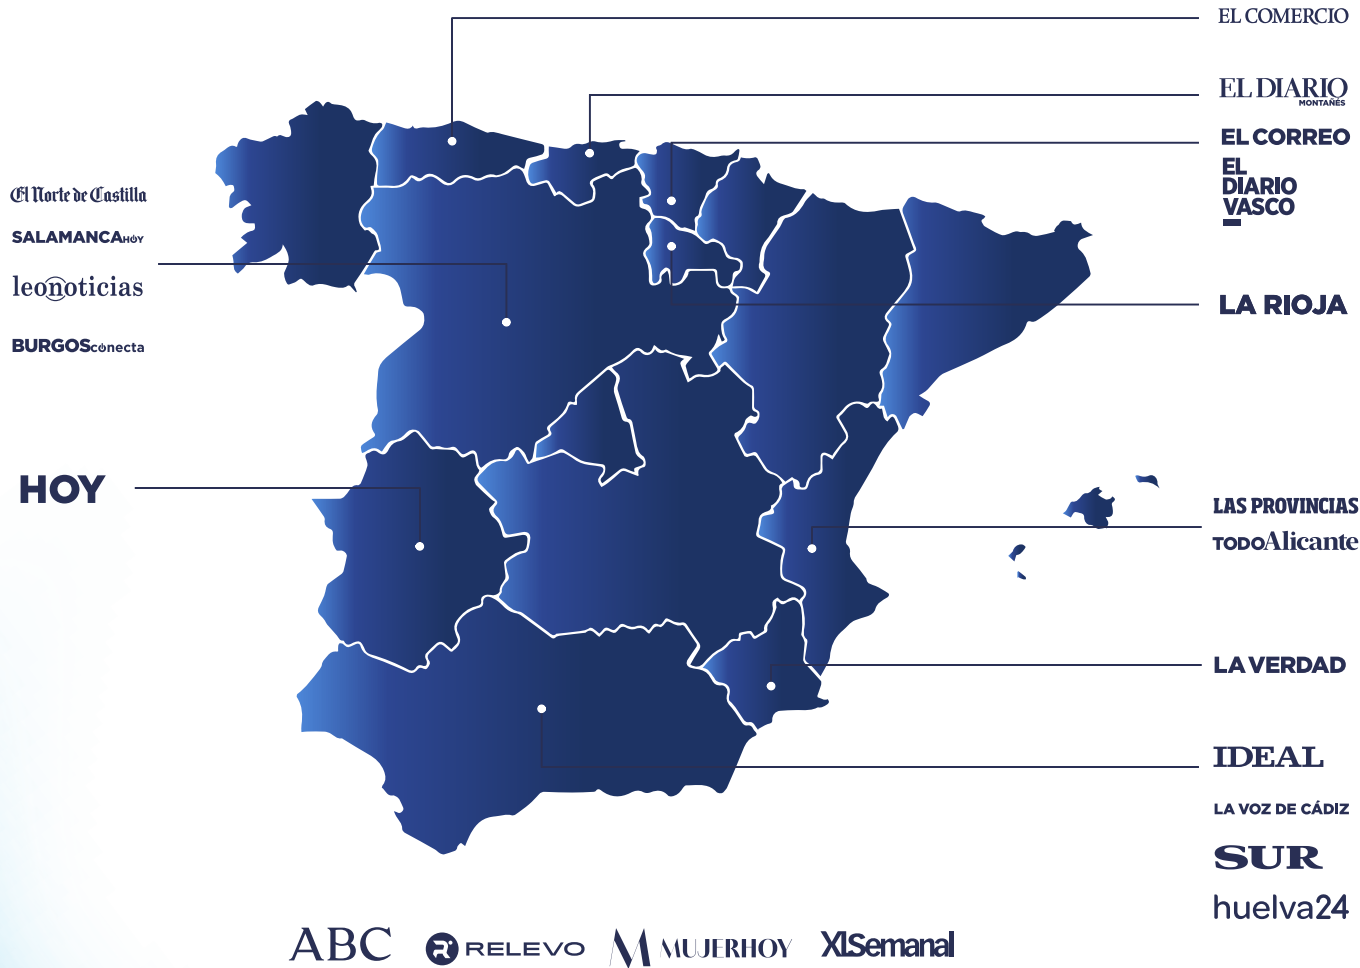 EL COMERCIO
EL DIARIO
MONTAÑÉS
EL CORREO
EL
DIARIO
VASCO
El Norte de Castilla
SALAMANCAHOY
leonoticias
BURGOSconecta
LA RIOJA
HOY
LAS PROVINCIAS
TODOAlicante
LA VERDAD
IDEAL
LA VOZ DE CÁDIZ
SUR
huelva24
ABC
RELEVO
M MUJERHOY
XLSemanal